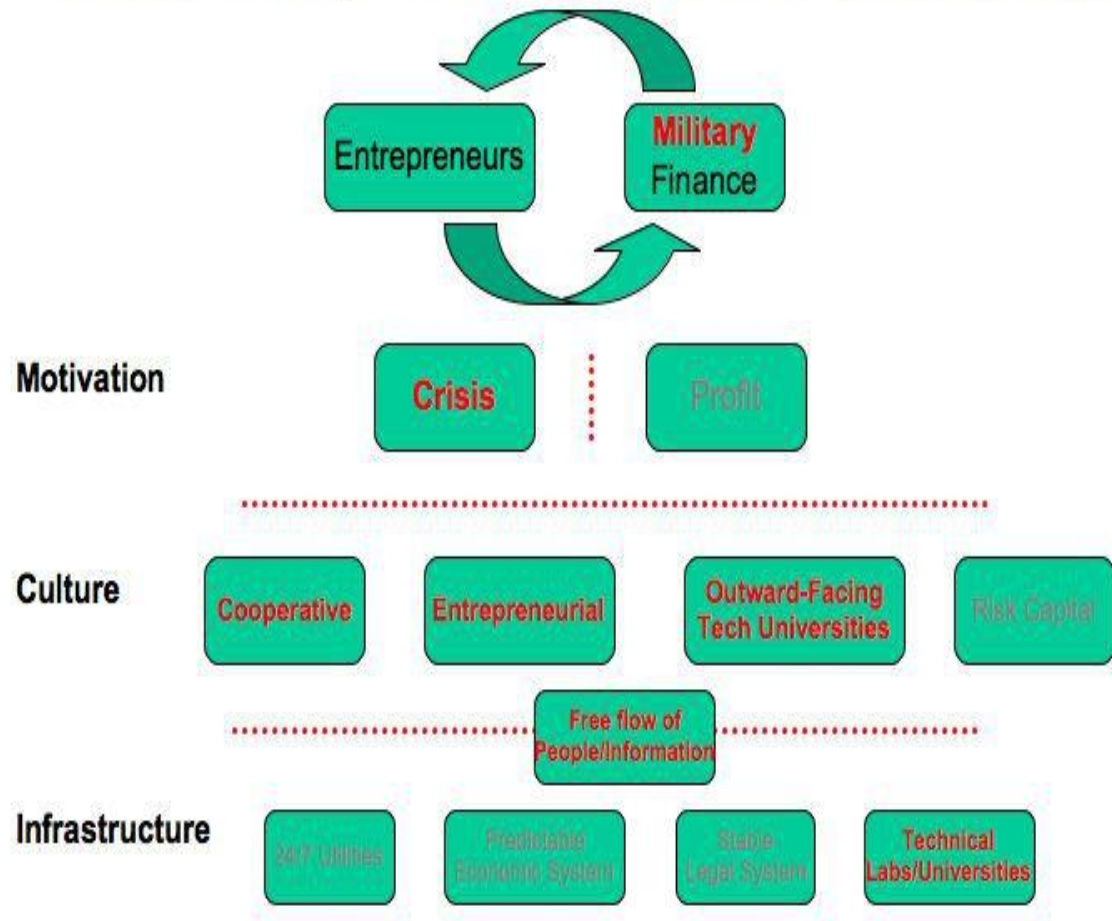 Entrepreneurs
Military
Finance
Motivation
Crisis
Profit
Culture
Cooperative
Entrepreneurial
Outward-Facing
Tech Universities
Risk Capital
Free flow of
People/Information
Infrastructure
24/7 Utilities
Predictable
Economic System
Stable
Legal System
Technical
Labs/Universities